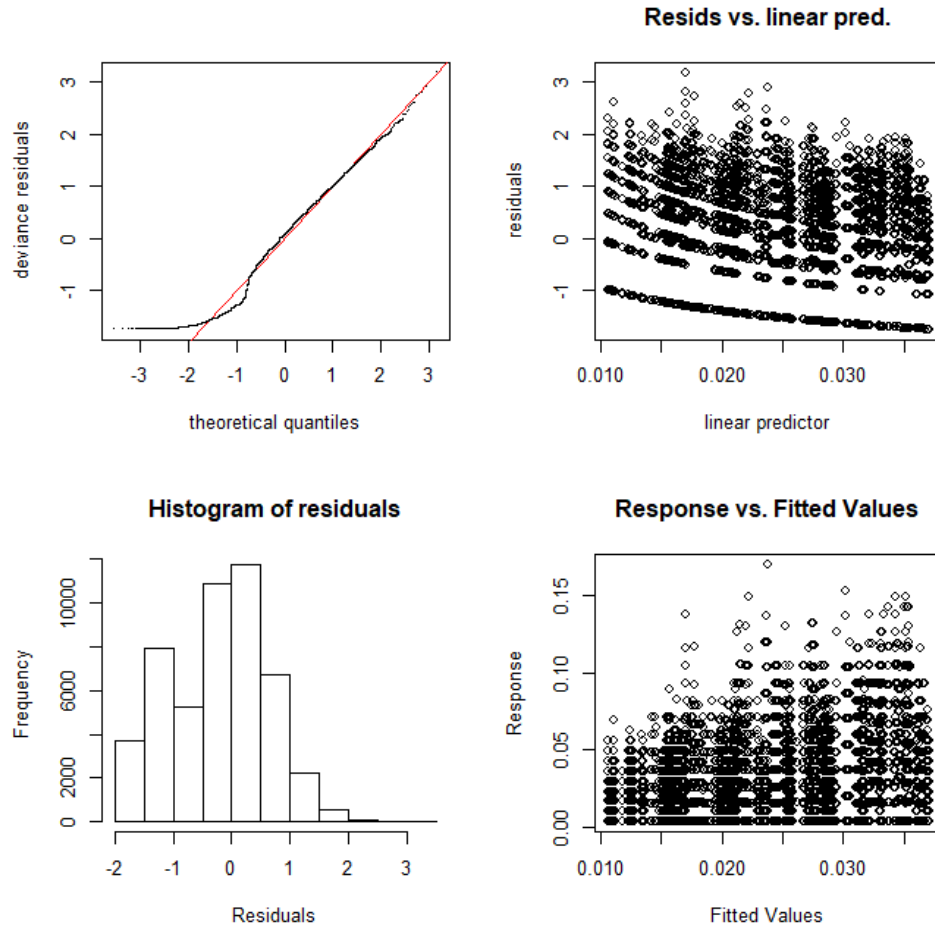 Resids vs. linear pred.
deviance residuals
3
2
1
0
-1
-3 -2 -1 0 1 2 3
theoretical quantiles
residuals
3
2
1
0
-1
0.010 0.020 0.030
linear predictor
Histogram of residuals
Frequency
10000
6000
2000
0
-2 -1 0 1 2 3
Residuals
Response vs. Fitted Values
Response
0.15
0.10
0.05
0.00
0.010 0.020 0.030
Fitted Values